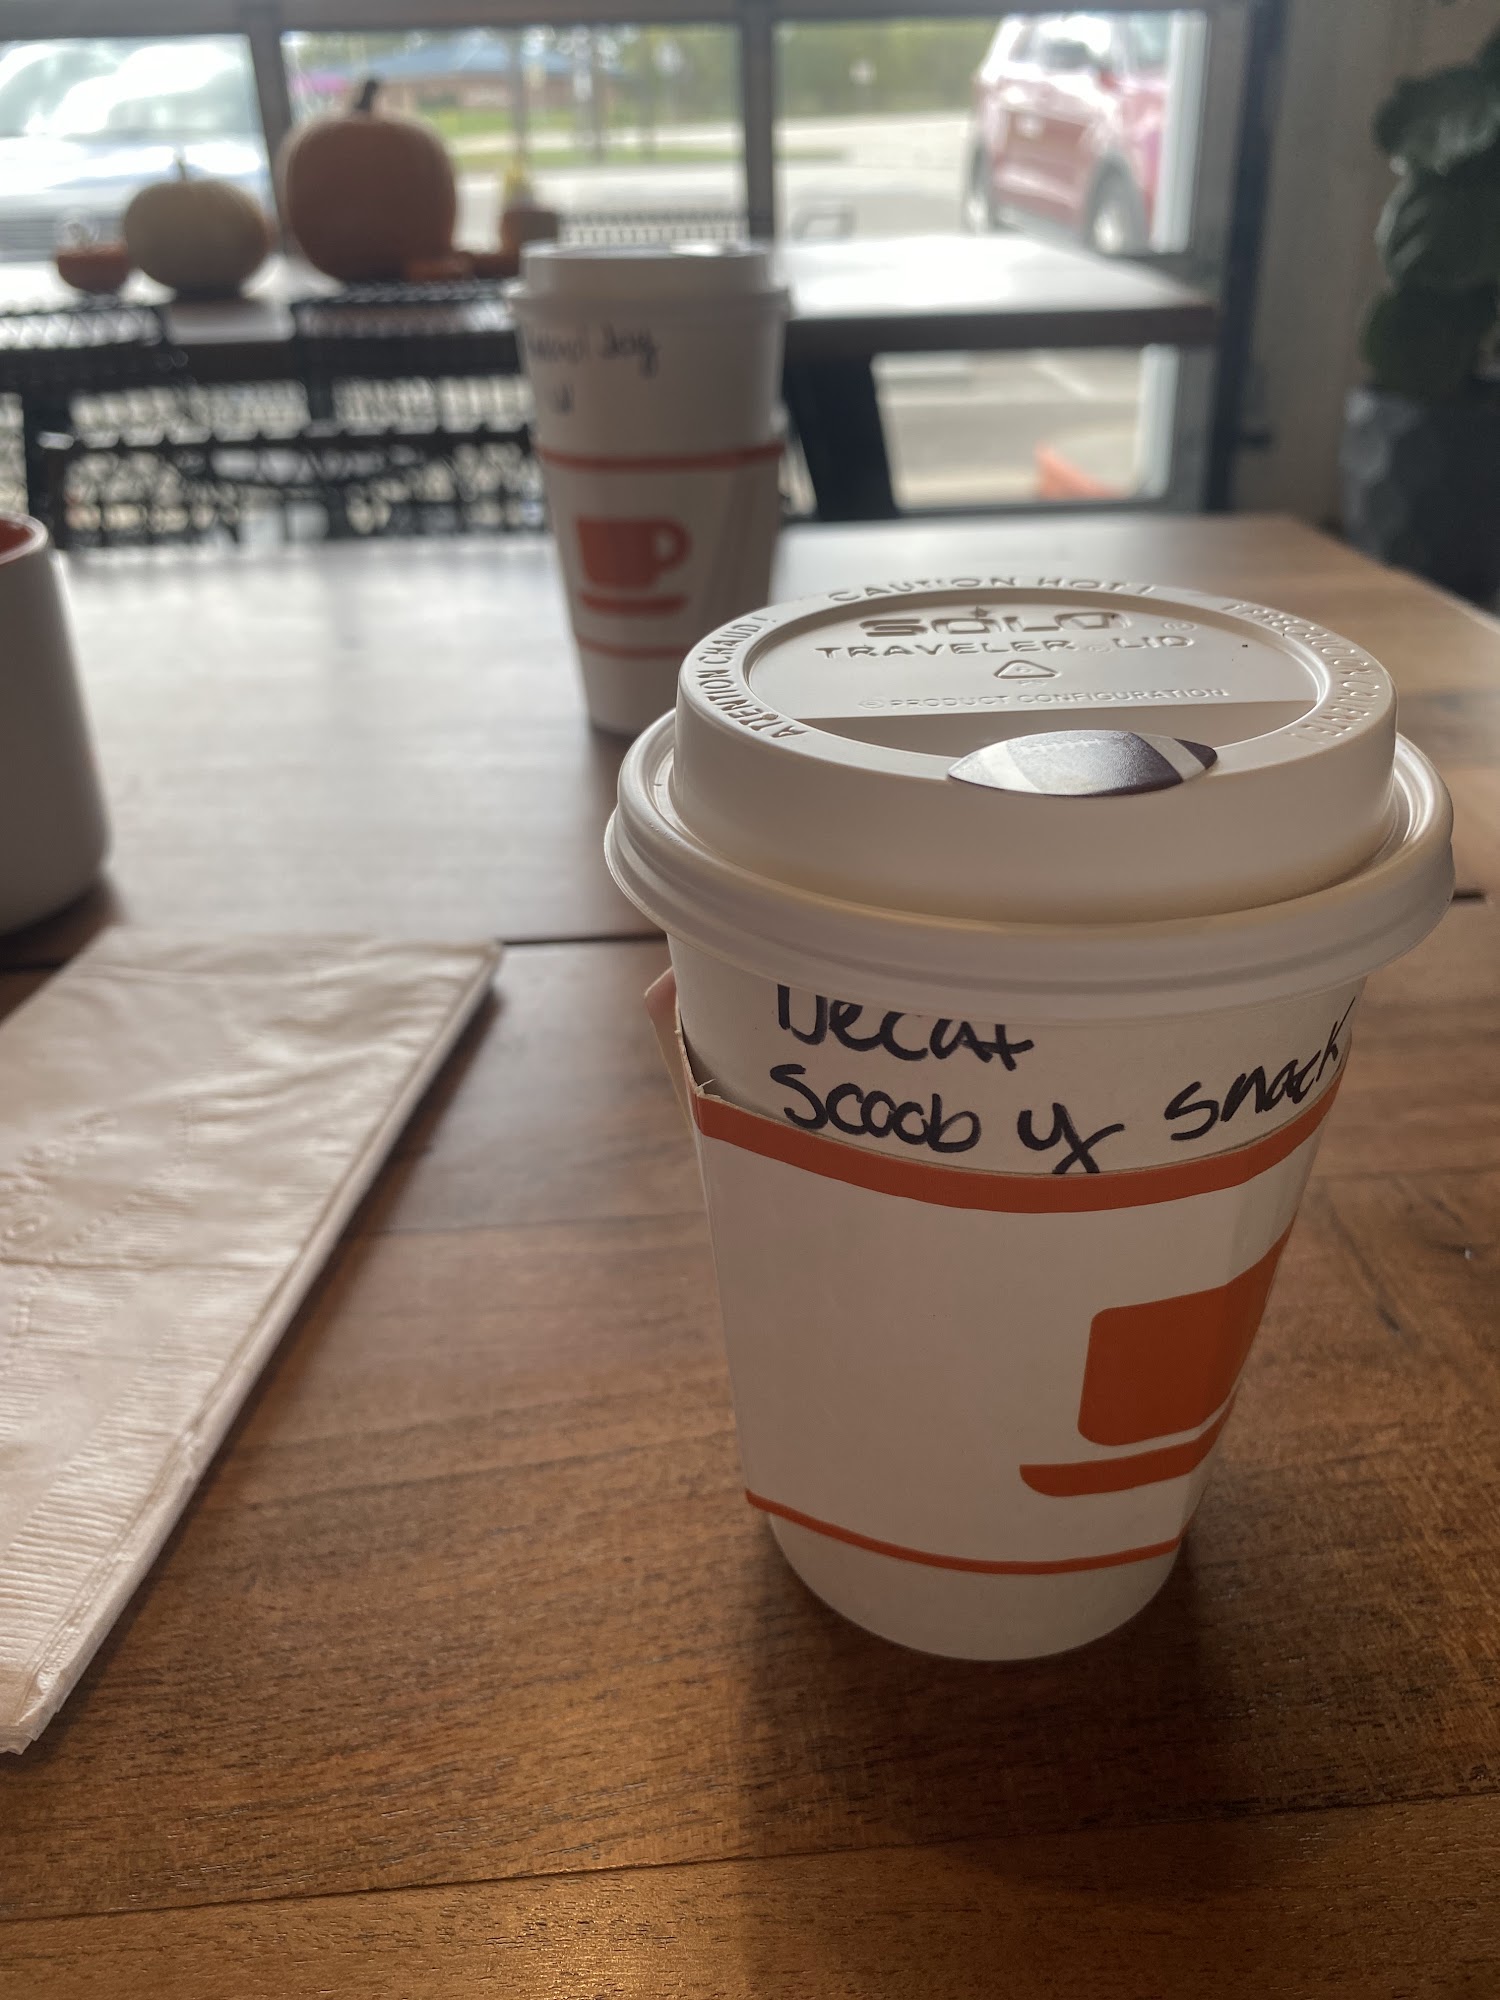 CAUTION HOT!
SOLO®
TRAVELER® LID
PRODUCT CONFIGURATION
ATTENTION CHAUD!
Decaf
Scooby Snack